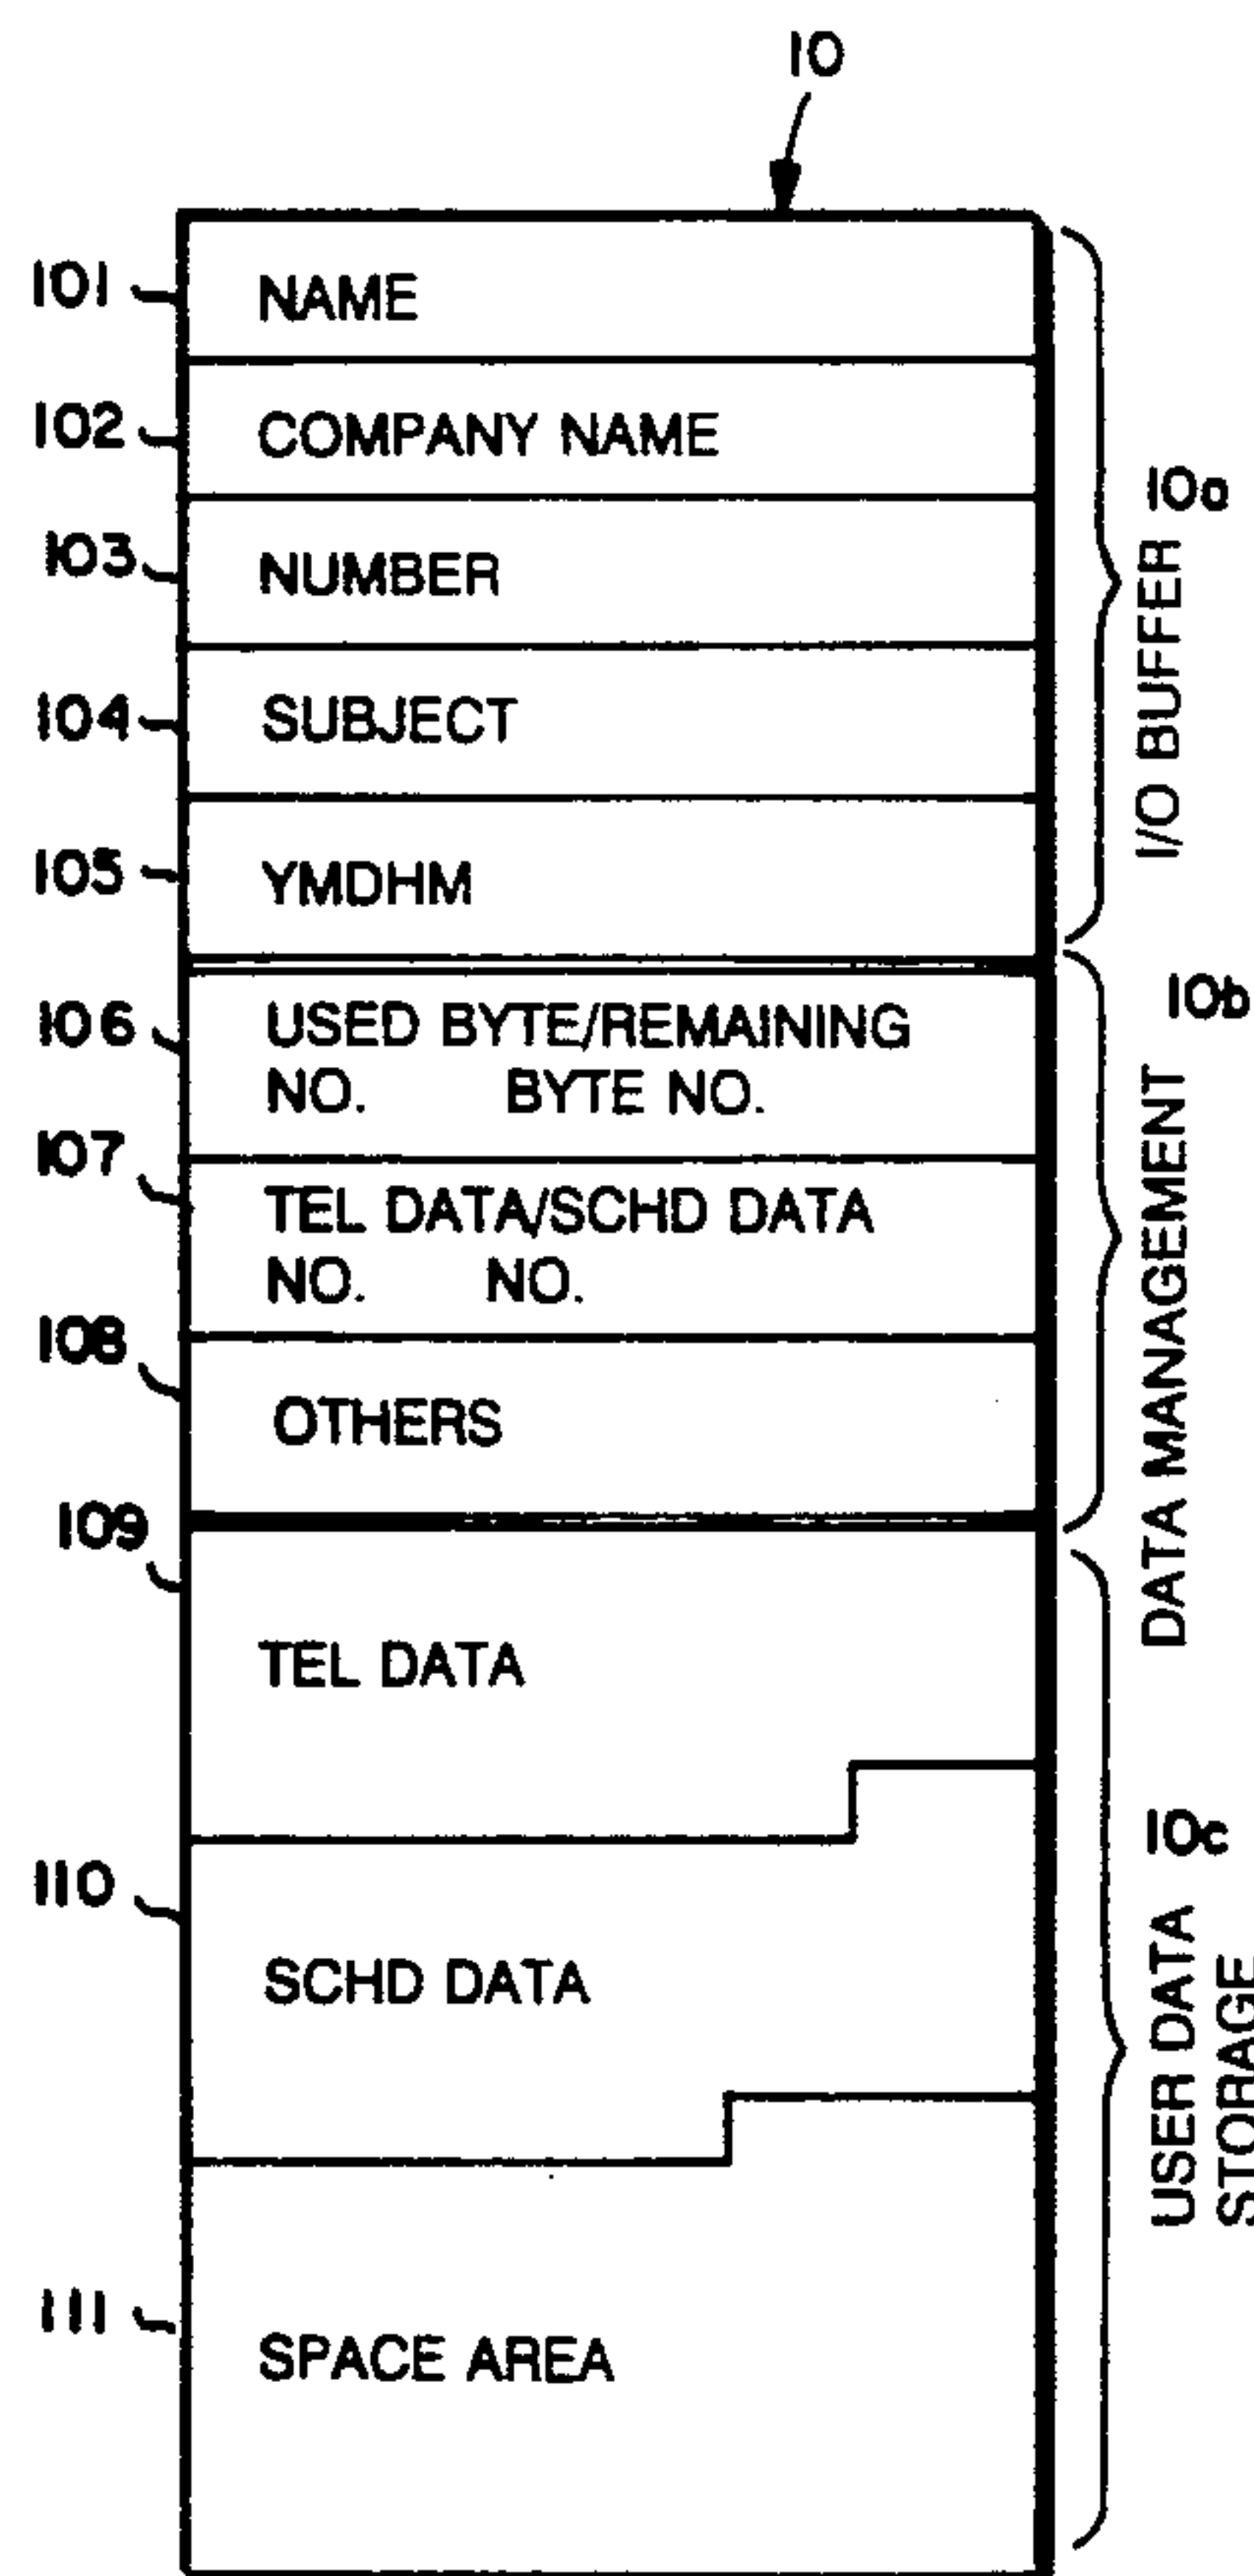 10
101
NAME
102
COMPANY NAME
103
NUMBER
104
SUBJECT
105
YMDHM
I/O BUFFER 10a
106
USED BYTE/REMAINING
NO. BYTE NO.
107
TEL DATA/SCHD DATA
NO. NO.
108
OTHERS
DATA MANAGEMENT 10b
109
TEL DATA
110
SCHD DATA
111
SPACE AREA
10c
USER DATA
STORAGE